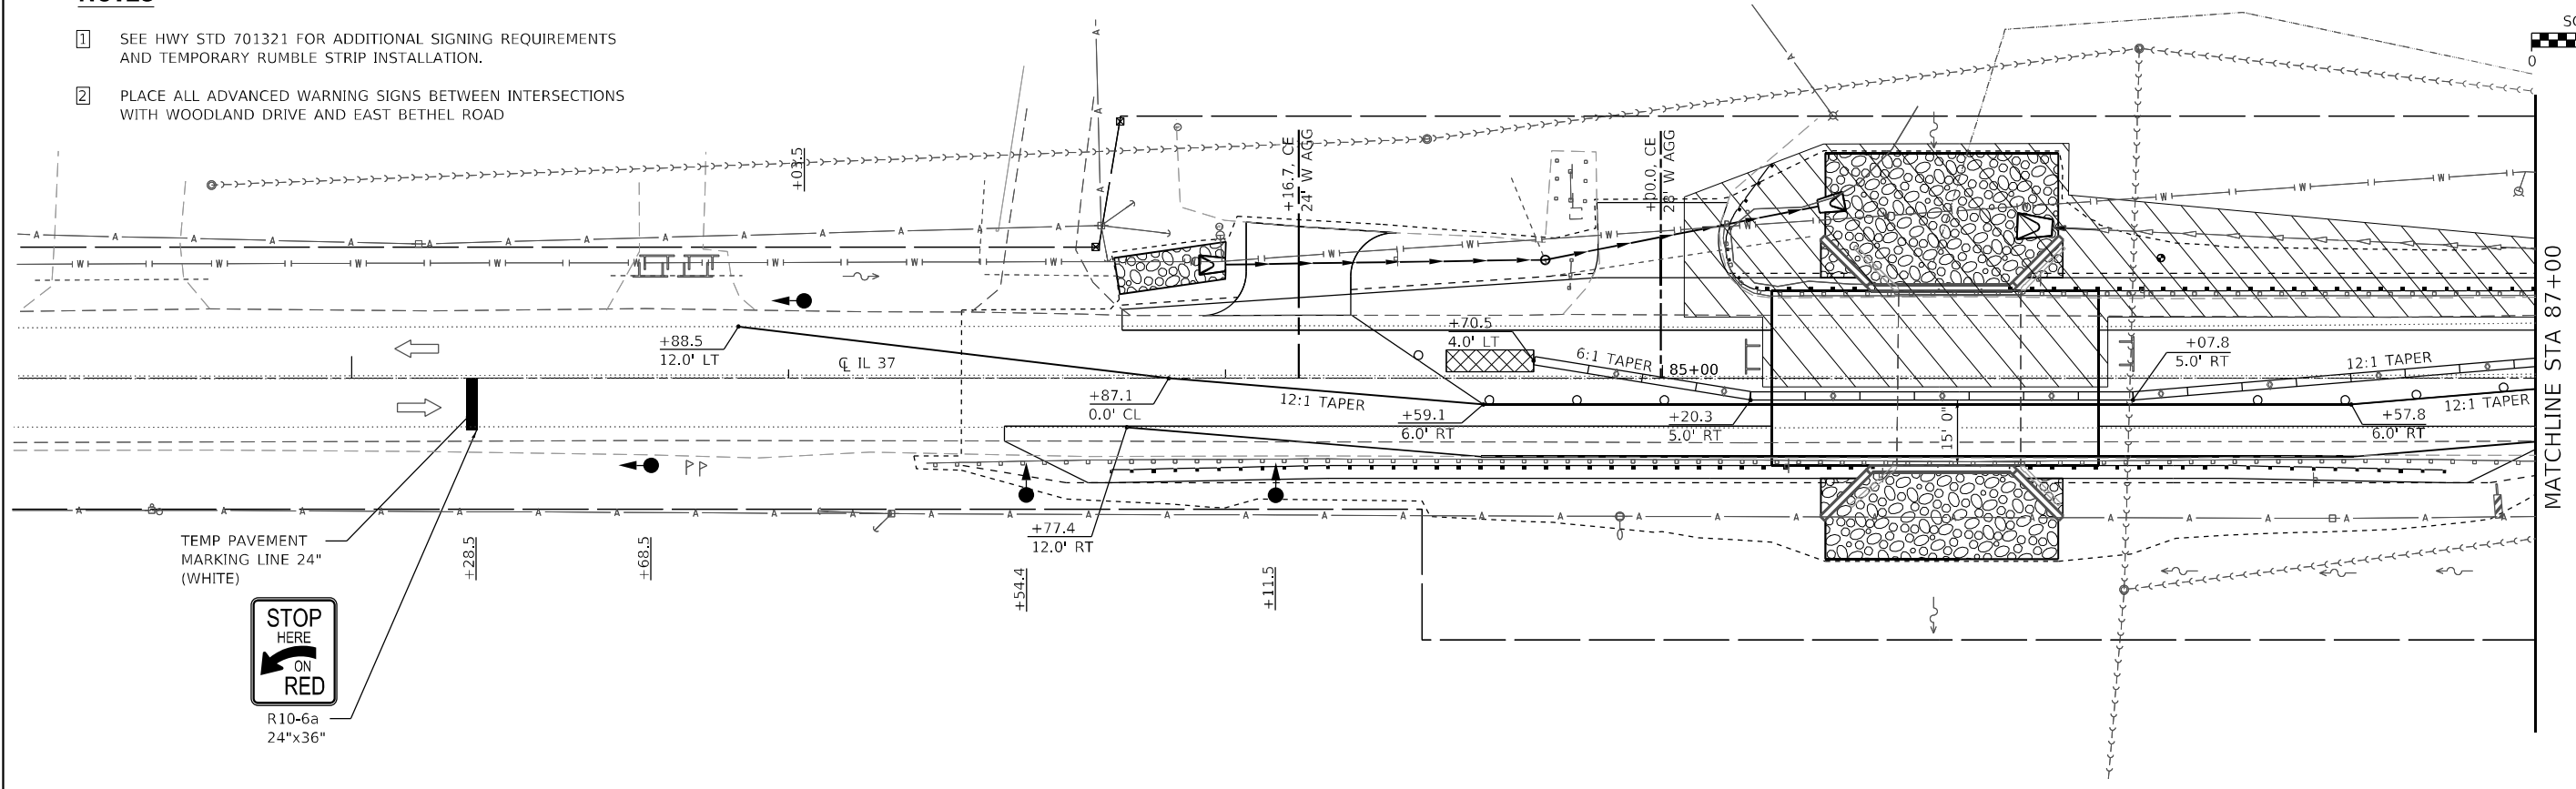 NOTES
1 SEE HWY STD 701321 FOR ADDITIONAL SIGNING REQUIREMENTS
AND TEMPORARY RUMBLE STRIP INSTALLATION.
2 PLACE ALL ADVANCED WARNING SIGNS BETWEEN INTERSECTIONS
WITH WOODLAND DRIVE AND EAST BETHEL ROAD
0
+03.5
+16.7, CE
24' W AGG
+00.0, CE
28' W AGG
+88.5
12.0' LT
℄ IL 37
+70.5
4.0' LT
6:1 TAPER
85+00
+07.8
5.0' RT
12:1 TAPER
+87.1
0.0' CL
12:1 TAPER
+59.1
6.0' RT
+20.3
5.0' RT
15' 0"
+57.8
6.0' RT
12:1 TAPER
MATCHLINE STA 87+00
+77.4
12.0' RT
+28.5
+68.5
+54.4
+11.5
TEMP PAVEMENT
MARKING LINE 24"
(WHITE)
STOP
HERE
ON
RED
R10-6a
24"x36"